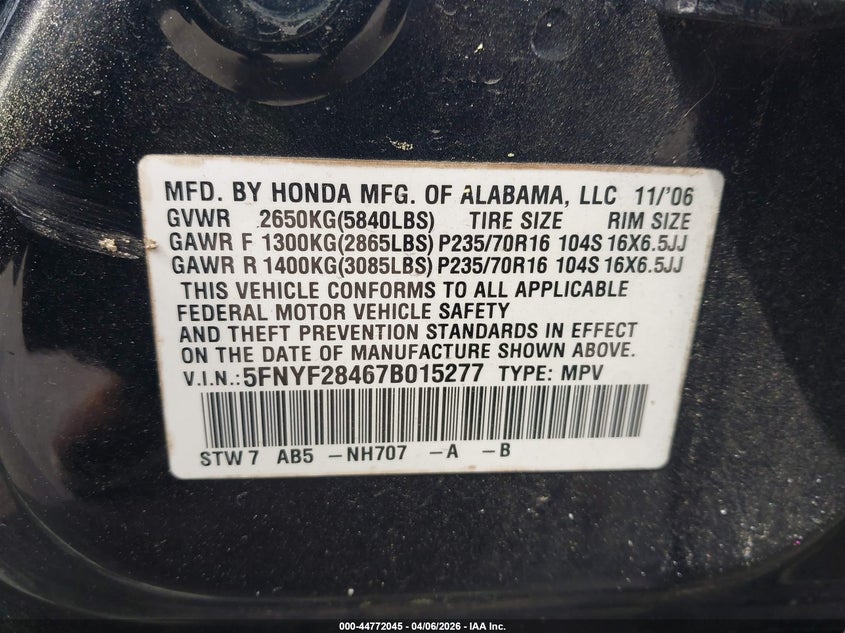 MFD. BY HONDA MFG. OF ALABAMA, LLC 11/'06
GVWR 2650KG(5840LBS) TIRE SIZE RIM SIZE
GAWR F 1300KG(2865LBS) P235/70R16 104S 16X6.5JJ
GAWR R 1400KG(3085LBS) P235/70R16 104S 16X6.5JJ
THIS VEHICLE CONFORMS TO ALL APPLICABLE
FEDERAL MOTOR VEHICLE SAFETY
AND THEFT PREVENTION STANDARDS IN EFFECT
ON THE DATE OF MANUFACTURE SHOWN ABOVE.
V.I.N.:5FNYF28467B015277 TYPE: MPV
STW7 AB5 -NH707 -A -B
000-44772045 - 04/06/2026 - IAA Inc.